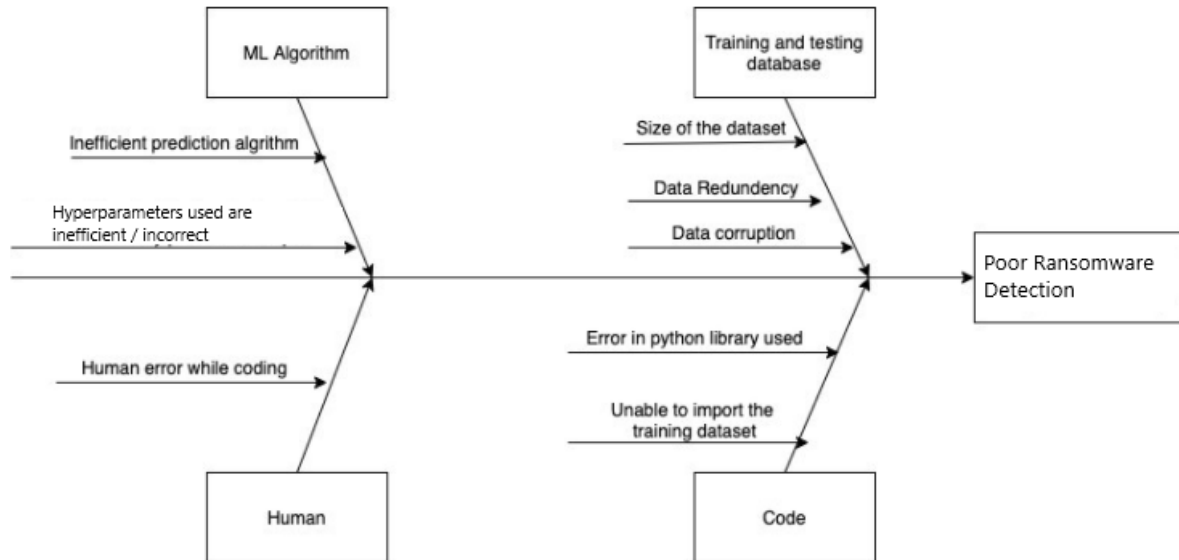 ML Algorithm
Training and testing
database
Inefficient prediction algrithm
Size of the dataset
Data Redundency
Hyperparameters used are
inefficient / incorrect
Data corruption
Poor Ransomware
Detection
Error in python library used
Human error while coding
Unable to import the
training dataset
Human
Code